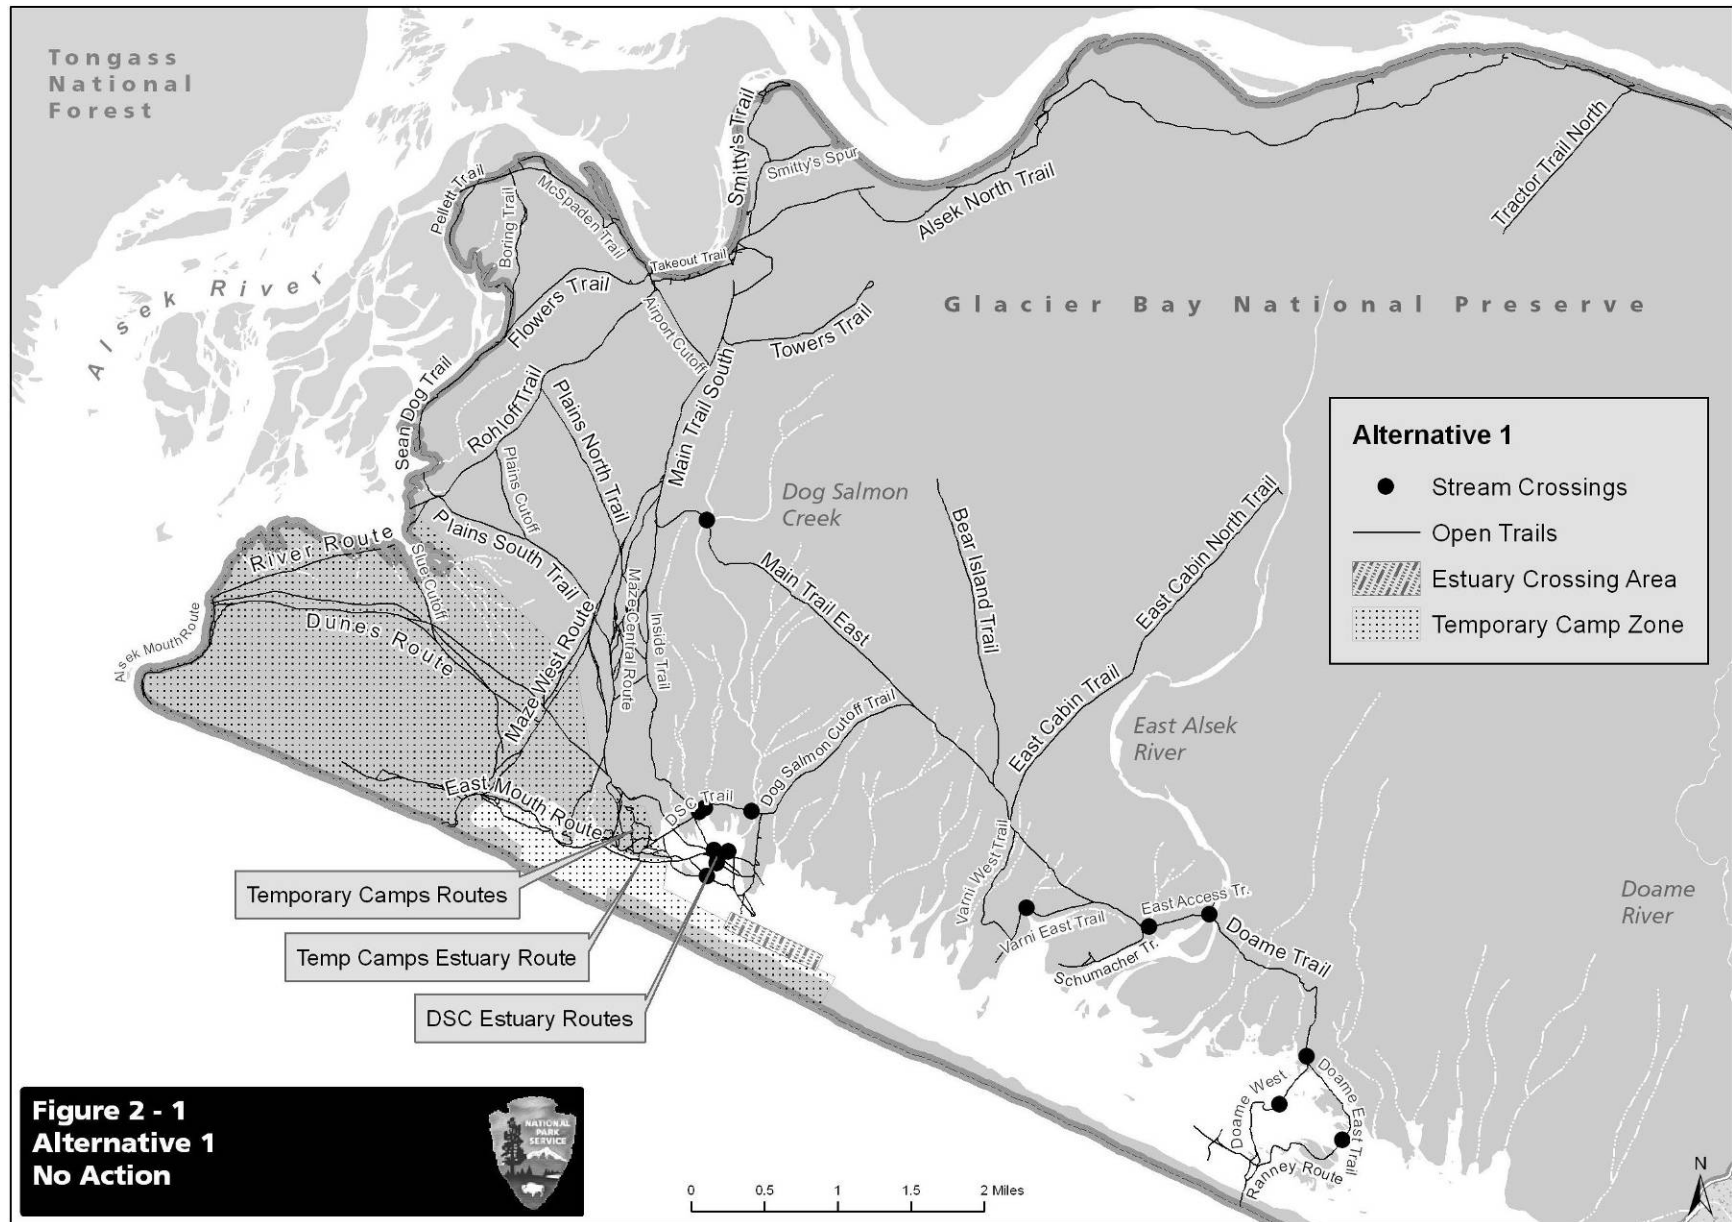 Tongass
National
Forest
Alsek River
Pellett Trail
Boring Trail
McSpaden Trail
Smitty's Trail
Smitty's Spur
Takeout Trail
Alsek North Trail
Tractor Trail North
Glacier Bay National Preserve
Flowers Trail
Airport Cutoff
Towers Trail
Sean Dog Trail
Rohloff Trail
Plains North Trail
Plains Cutoff
Main Trail South
Dog Salmon
Creek
River Route
Slue Cutoff
Plains South Trail
Maze Central Route
Inside Trail
Main Trail East
Bear Island Trail
East Cabin North Trail
East Cabin Trail
East Alsek
River
Alsek Mouth Route
Dunes Route
Maze West Route
East Mouth Route
DSC Trail
Dog Salmon Cutoff Trail
Varni West Trail
Varni East Trail
East Access Tr.
Schumacher Tr.
Doame Trail
Doame
River
Doame West
Doame East Trail
Ranney Route
Temporary Camps Routes
Temp Camps Estuary Route
DSC Estuary Routes
Alternative 1
Stream Crossings
Open Trails
Estuary Crossing Area
Temporary Camp Zone
Figure 2 - 1
Alternative 1
No Action
NATIONAL
PARK
SERVICE
0 0.5 1 1.5 2 Miles
N